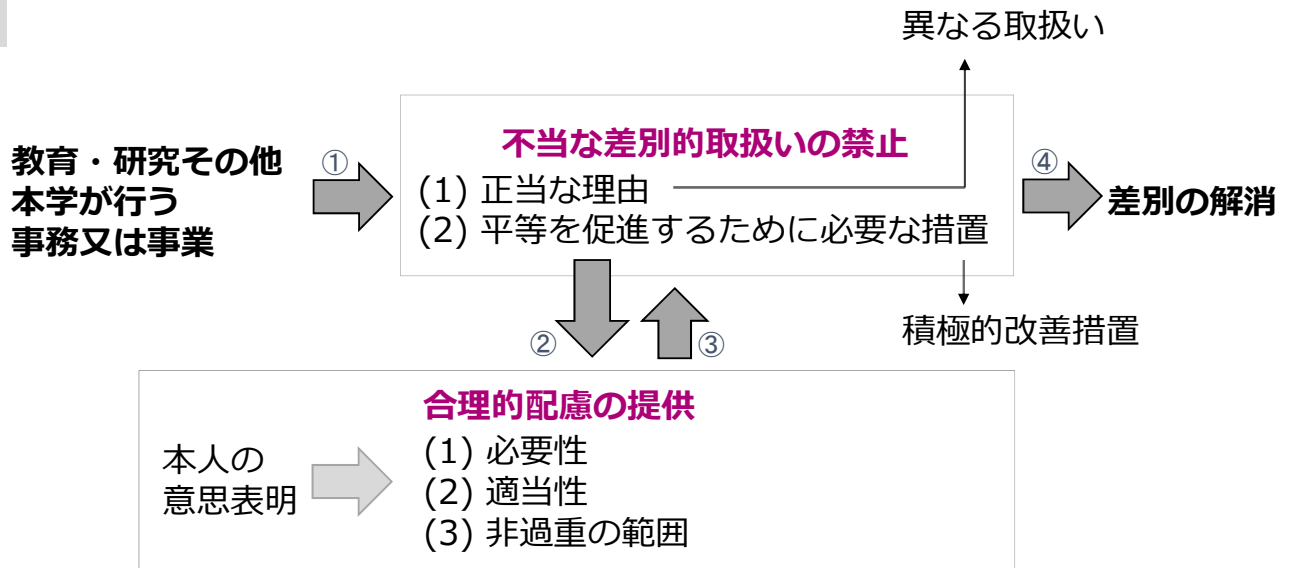 異なる取扱い
教育・研究その他
本学が行う
事務又は事業
①
不当な差別的取扱いの禁止
(1) 正当な理由
(2) 平等を促進するために必要な措置
④
差別の解消
②
③
積極的改善措置
本人の
意思表明
合理的配慮の提供
(1) 必要性
(2) 適当性
(3) 非過重の範囲